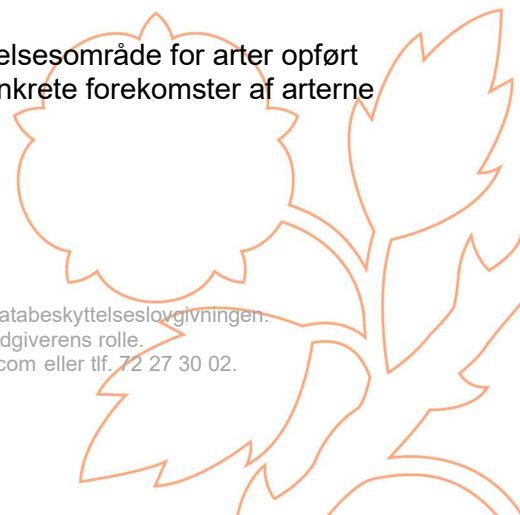 elsesområde for arter opført
nkrete forekomster af arterne
atabeskyttelseslovgivningen.
dgiverens rolle.
com eller tlf. 72 27 30 02.